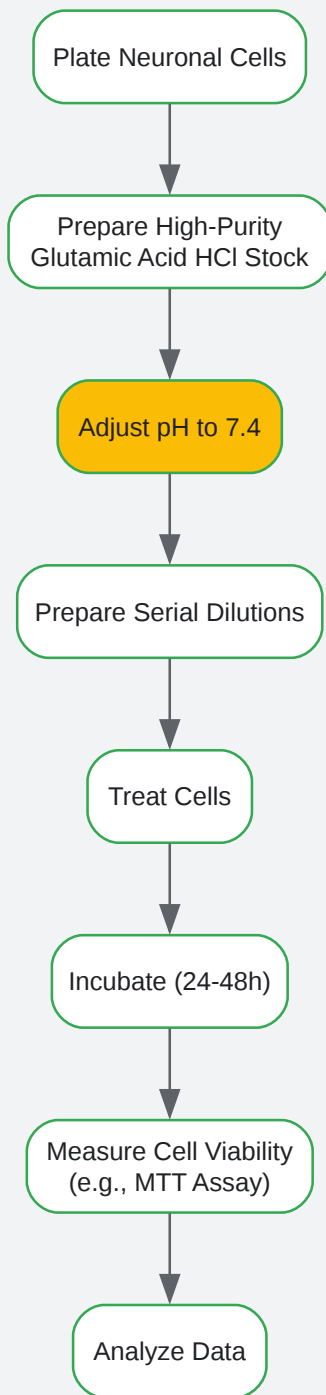 Plate Neuronal Cells
Prepare High-Purity
Glutamic Acid HCl Stock
Adjust pH to 7.4
Prepare Serial Dilutions
Treat Cells
Incubate (24-48h)
Measure Cell Viability
(e.g., MTT Assay)
Analyze Data